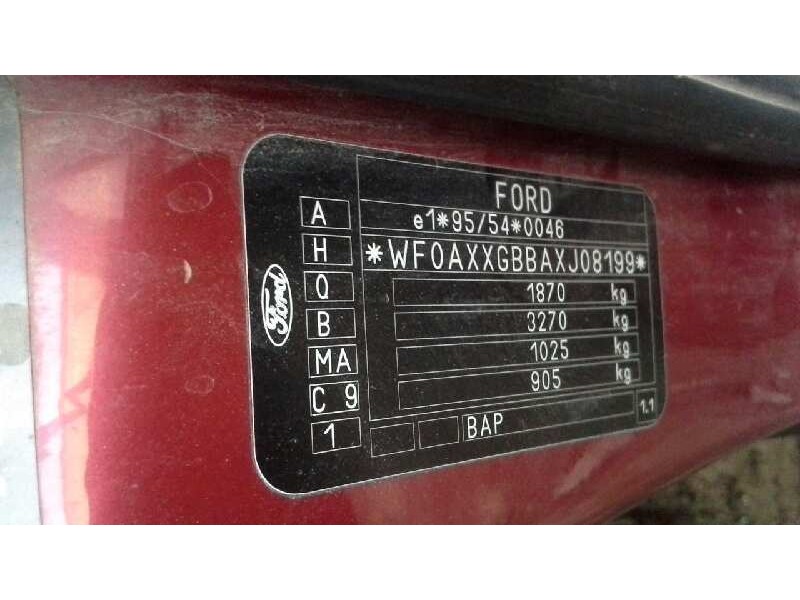 Ford
A
H
Q
B
MA
C 9
1
FORD
e1*95/54*0046
*WF0AXXGBBAXJ08199*
1870 kg
3270 kg
1025 kg
905 kg
BAP
1.1